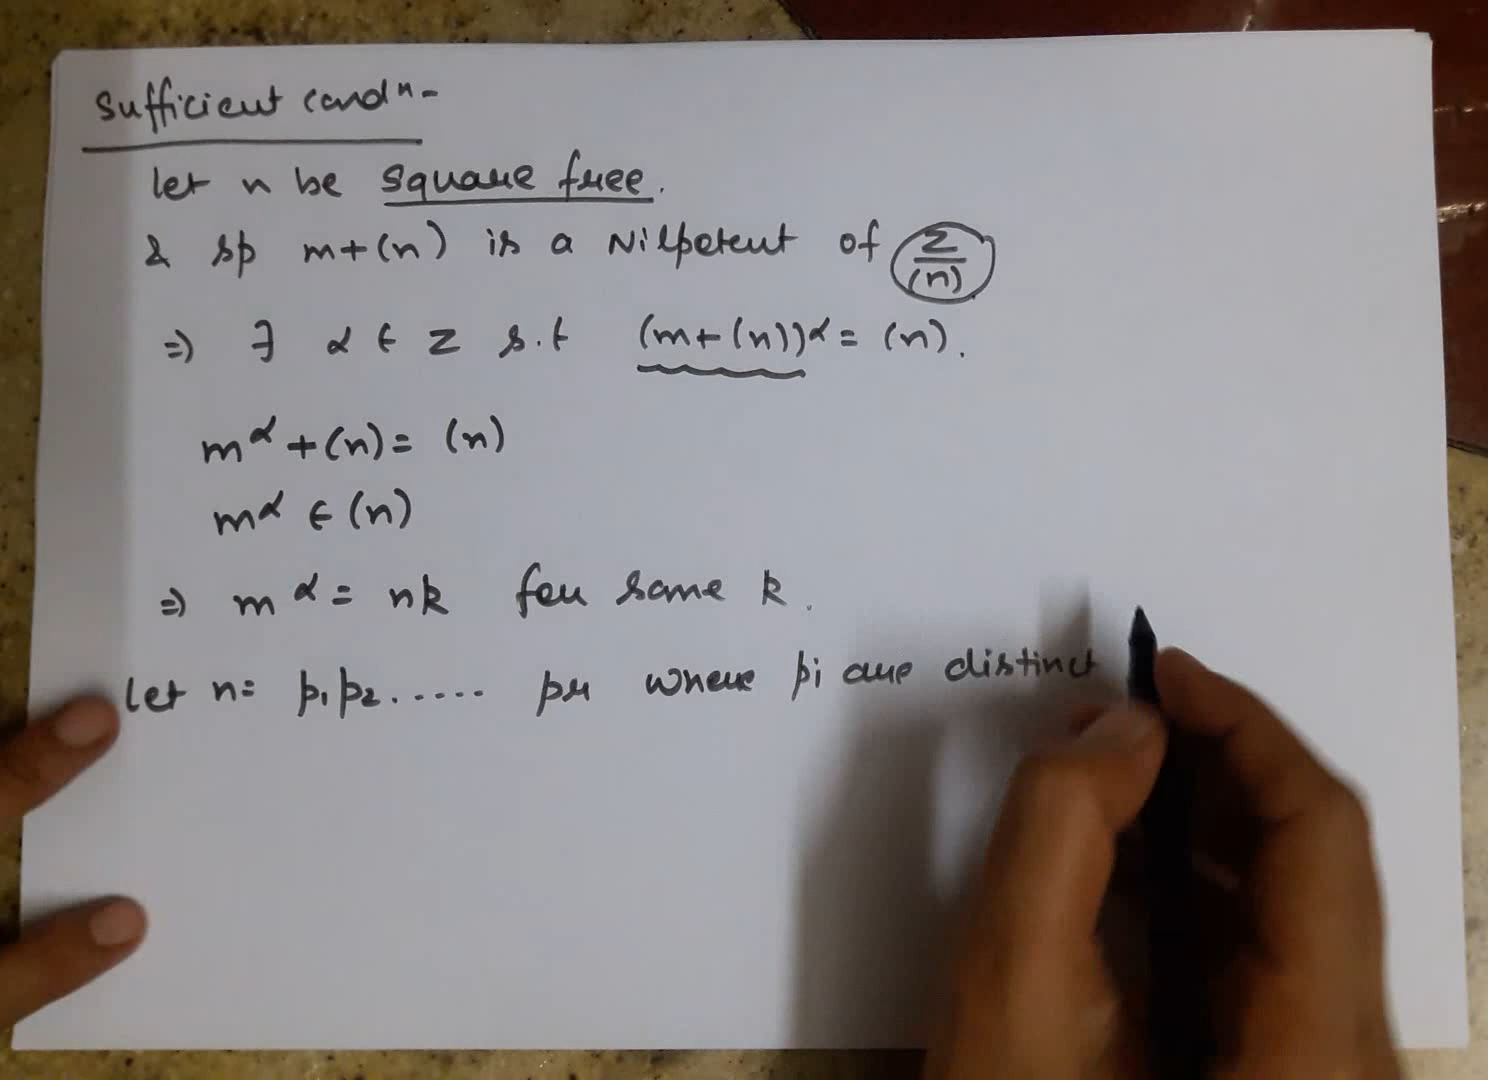 Sufficient condⁿ-
let n be square free.
& sp m+(n) is a Nilpotent of Z/(n)
⇒ ∃ α ∈ Z s.t (m+(n))α = (n).
m^α + (n) = (n)
m^α ∈ (n)
⇒ m^α = nk for some k.
let n= p₁p₂..... pr where pi are distinct